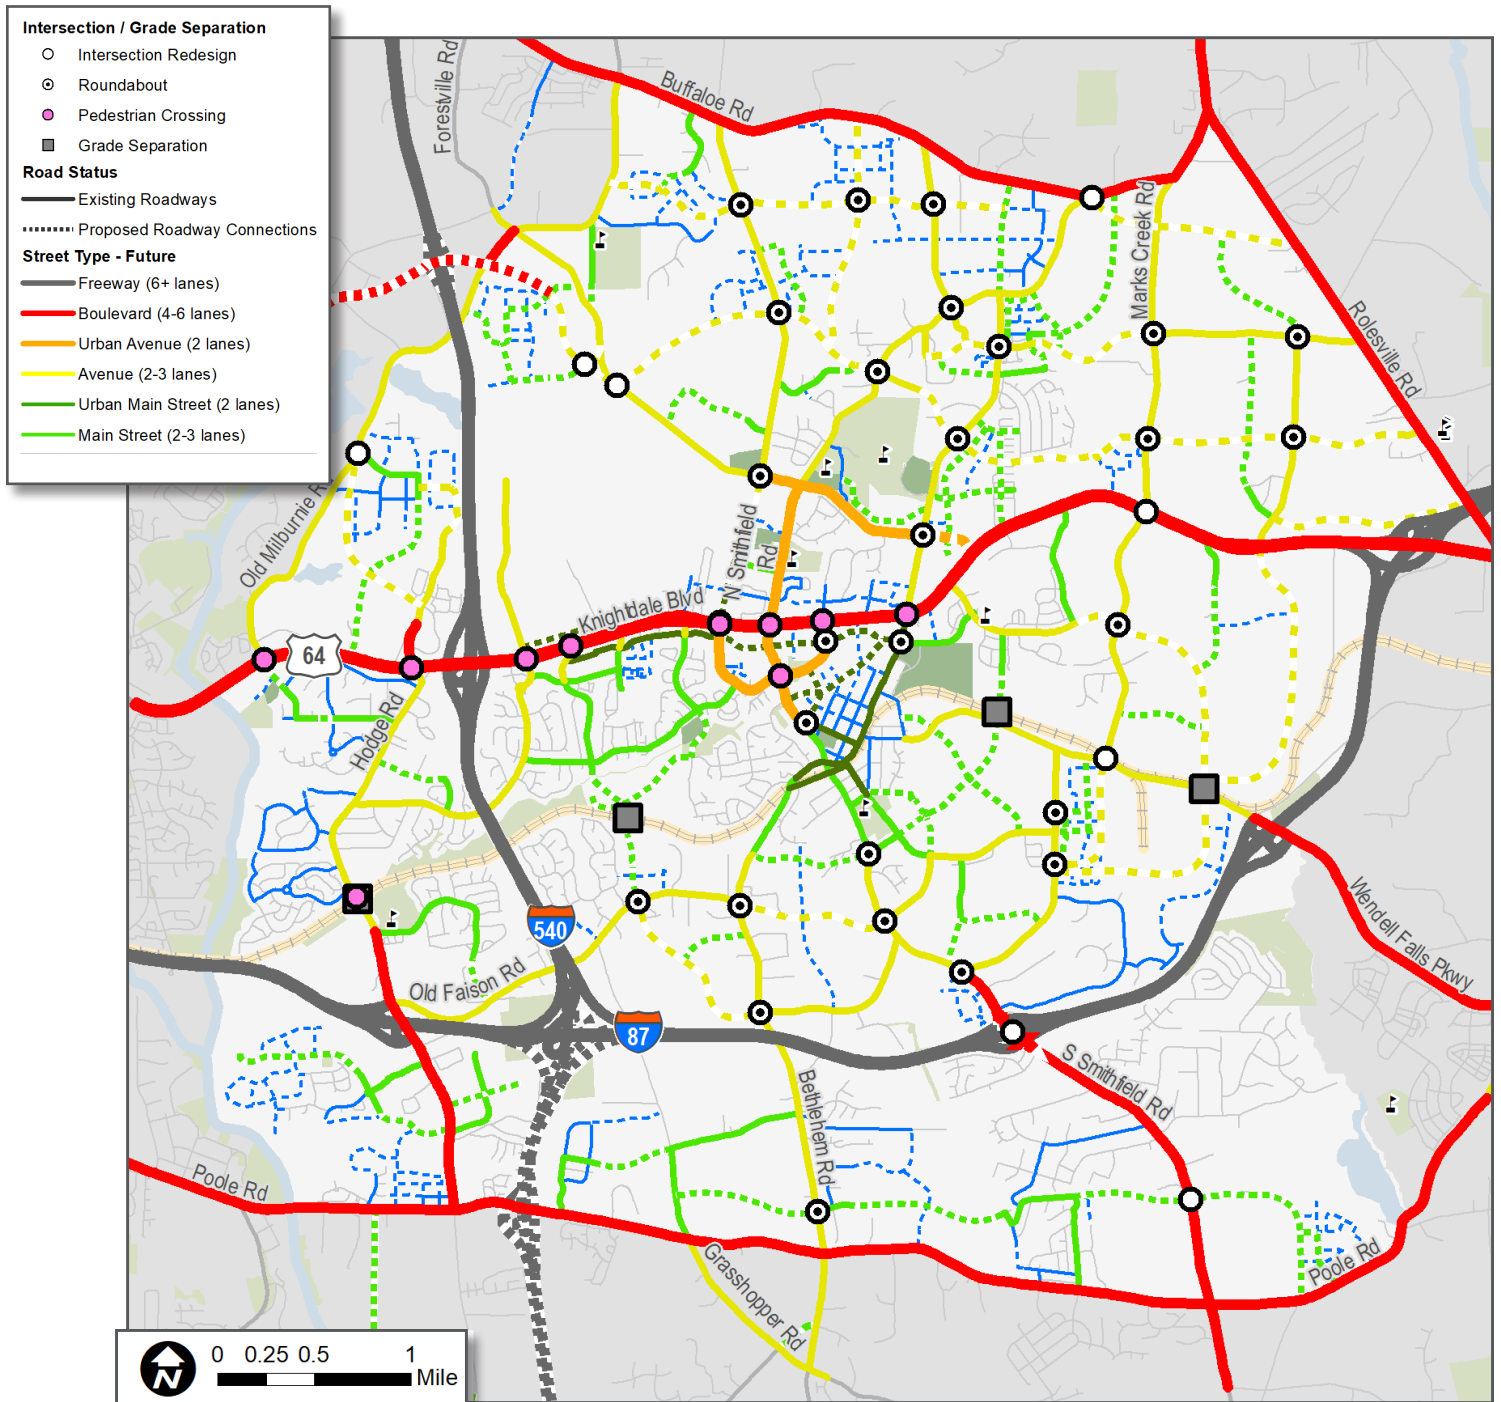 Intersection / Grade Separation
Intersection Redesign
Roundabout
Pedestrian Crossing
Grade Separation
Road Status
Existing Roadways
Proposed Roadway Connections
Street Type - Future
Freeway (6+ lanes)
Boulevard (4-6 lanes)
Urban Avenue (2 lanes)
Avenue (2-3 lanes)
Urban Main Street (2 lanes)
Main Street (2-3 lanes)
Forestville Rd
Buffaloe Rd
Marks Creek Rd
Rolesville Rd
Old Milburnie R
N Smithfield
Rd
Knightdale Blvd
64
Hodge Rd
540
Old Faison Rd
87
Wendell Falls Pkwy
S Smithfield Rd
Bethlehem Rd
Poole Rd
Grasshopper Rd
Poole Rd
N
0 0.25 0.5 1
Mile